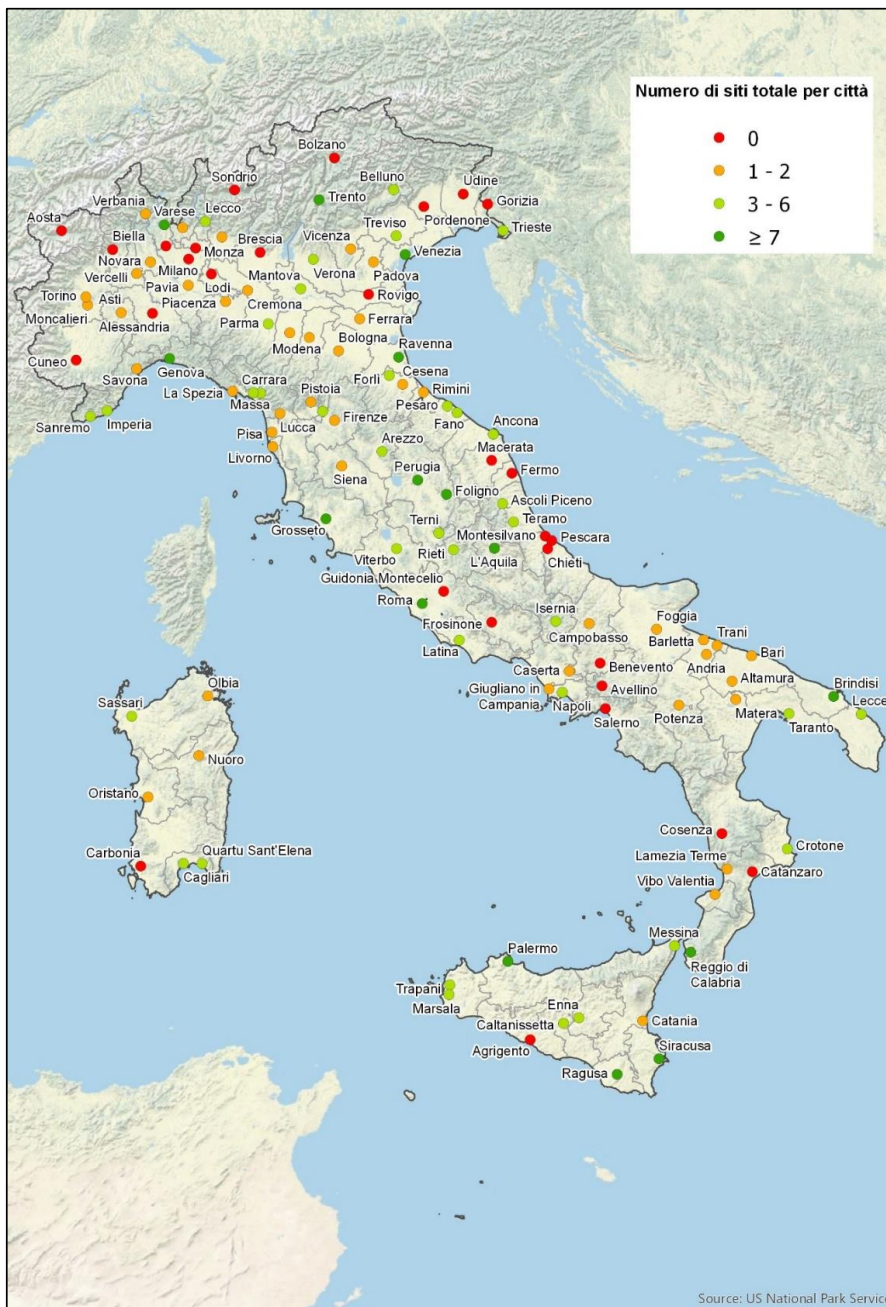 Numero di siti totale per città
0
1 - 2
3 - 6
≥ 7
Bolzano
Sondrio
Belluno
Udine
Verbania
Lecco
Trento
Gorizia
Varese
Aosta
Treviso
Pordenone
Trieste
Biella
Brescia
Vicenza
Venezia
Novara
Monza
Vercelli
Milano
Mantova
Verona
Padova
Torino
Asti
Pavia
Lodi
Rovigo
Moncalieri
Piacenza
Cremona
Alessandria
Parma
Ferrara
Modena
Bologna
Cuneo
Ravenna
Savona
Genova
Carrara
Forlì
Cesena
La Spezia
Pistoia
Rimini
Massa
Pesaro
Sanremo
Imperia
Lucca
Firenze
Fano
Pisa
Arezzo
Ancona
Livorno
Macerata
Siena
Perugia
Fermo
Foligno
Ascoli Piceno
Grosseto
Terni
Teramo
Montesilvano
Pescara
Viterbo
Rieti
L'Aquila
Chieti
Guidonia Montecelio
Roma
Isernia
Foggia
Frosinone
Trani
Latina
Campobasso
Barletta
Bari
Caserta
Benevento
Andria
Giugliano in
Campania
Avellino
Altamura
Brindisi
Olbia
Napoli
Salerno
Potenza
Matera
Lecce
Sassari
Taranto
Nuoro
Oristano
Cosenza
Crotone
Carbonia
Quartu Sant'Elena
Lamezia Terme
Cagliari
Catanzaro
Vibo Valentia
Messina
Palermo
Reggio di
Calabria
Trapani
Marsala
Enna
Caltanissetta
Catania
Agrigento
Siracusa
Ragusa
Source: US National Park Service